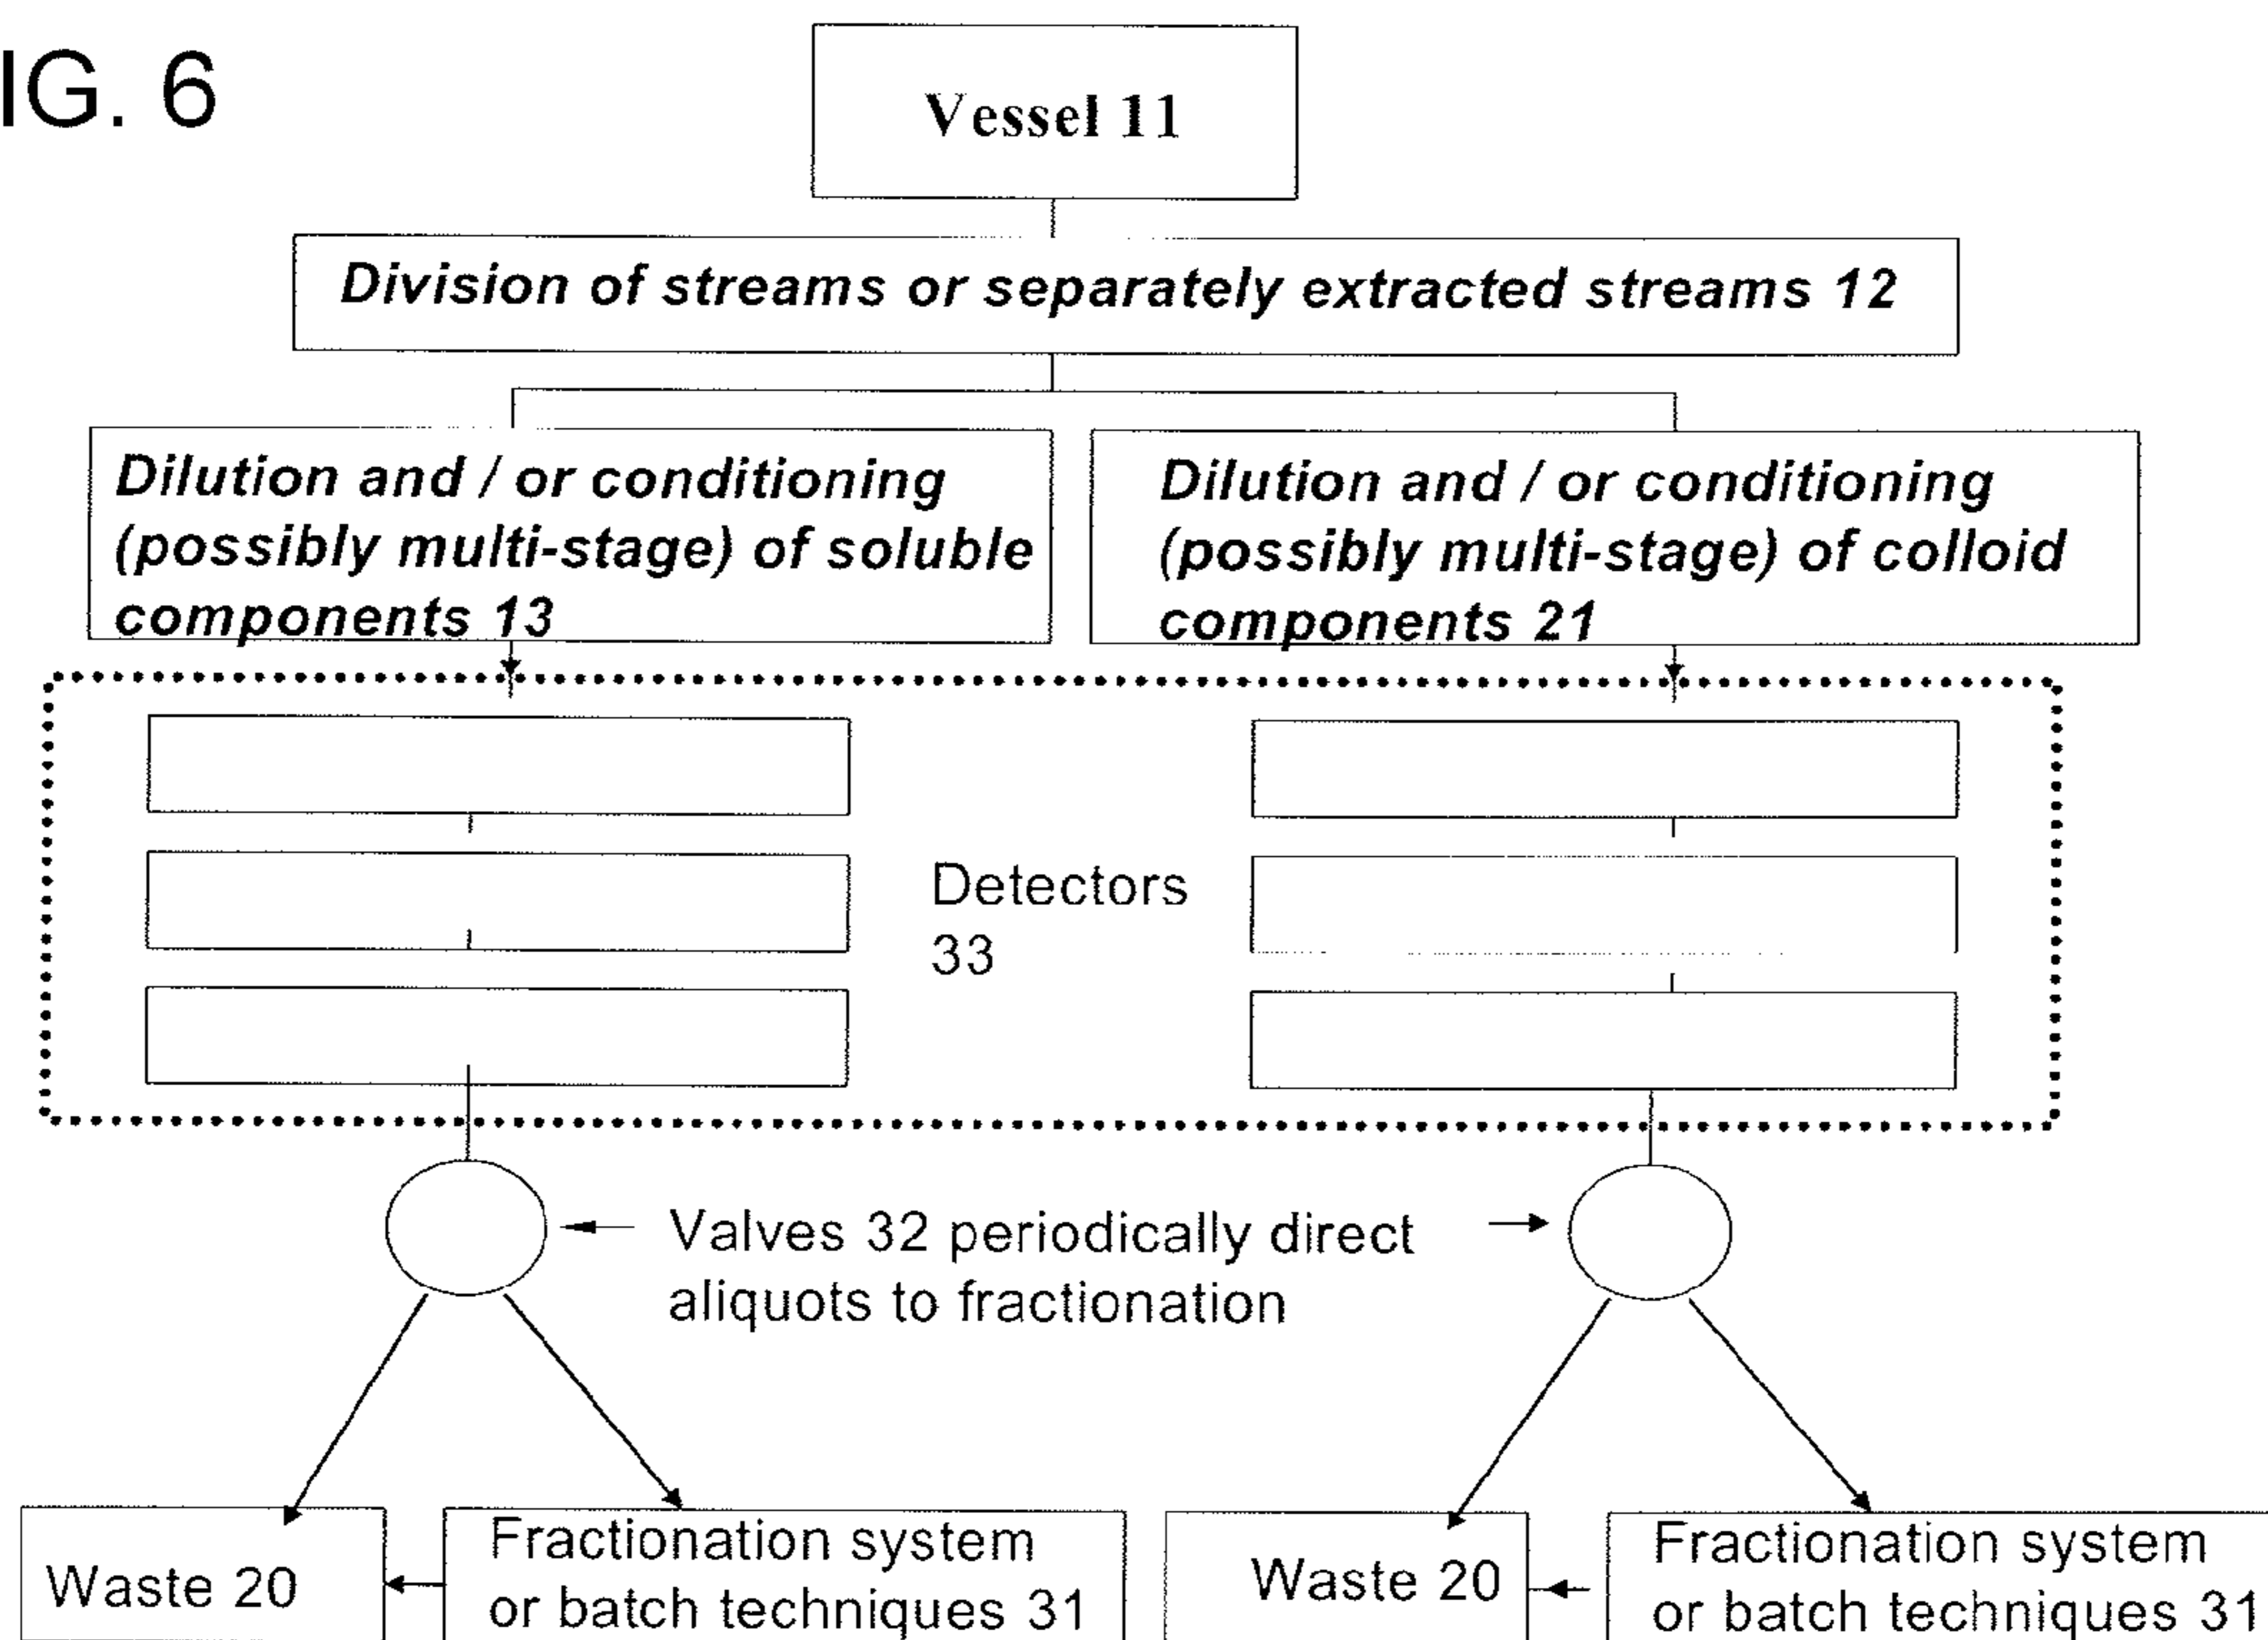 IG. 6
Vessel 11
Division of streams or separately extracted streams 12
Dilution and / or conditioning
(possibly multi-stage) of soluble
components 13
Dilution and / or conditioning
(possibly multi-stage) of colloid
components 21
Detectors
33
Valves 32 periodically direct
aliquots to fractionation
Waste 20
Fractionation system
or batch techniques 31
Waste 20
Fractionation system
or batch techniques 31